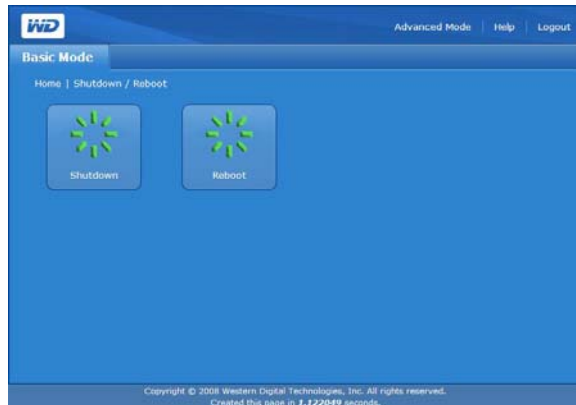 WD
Advanced Mode | Help | Logout
Basic Mode
Home | Shutdown / Reboot
Shutdown
Reboot
Copyright © 2008 Western Digital Technologies, Inc. All rights reserved.
Created this page in 1.122049 seconds.